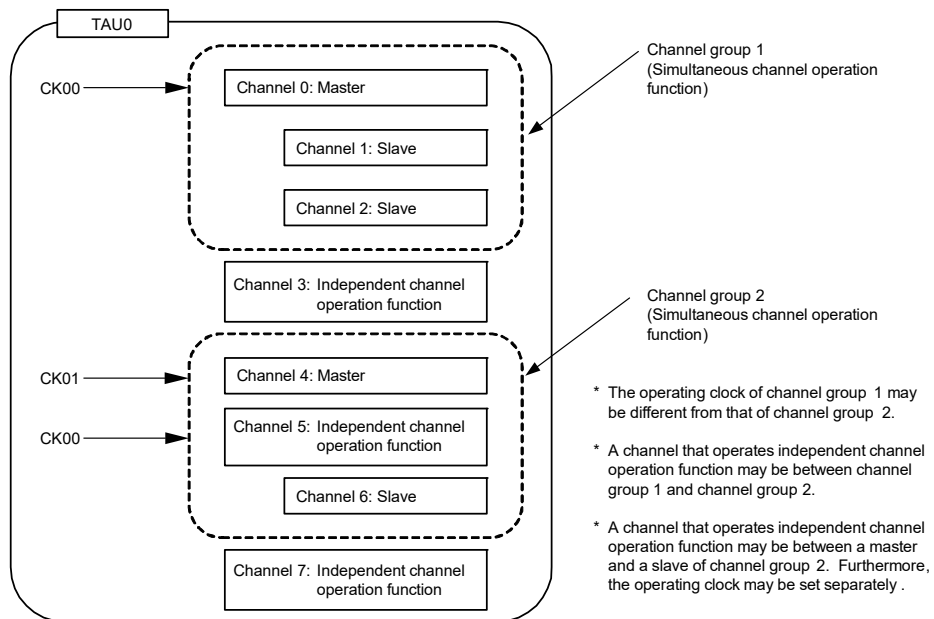 TAU0
CK00
Channel 0: Master
Channel 1: Slave
Channel 2: Slave
Channel group 1
(Simultaneous channel operation
function)
Channel 3: Independent channel
operation function
Channel group 2
(Simultaneous channel operation
function)
CK01
Channel 4: Master
CK00
Channel 5: Independent channel
operation function
Channel 6: Slave
Channel 7: Independent channel
operation function
* The operating clock of channel group 1 may
be different from that of channel group 2.
* A channel that operates independent channel
operation function may be between channel
group 1 and channel group 2.
* A channel that operates independent channel
operation function may be between a master
and a slave of channel group 2. Furthermore,
the operating clock may be set separately .